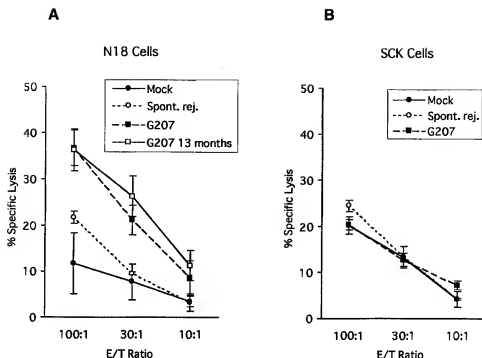 A
N18 Cells
50
40
30
20
10
0
% Specific Lysis
Mock
Spont. rej.
G207
G207 13 months
100:1
30:1
10:1
E/T Ratio
B
SCK Cells
50
40
30
20
10
0
% Specific Lysis
Mock
Spont. rej.
G207
100:1
30:1
10:1
E/T Ratio